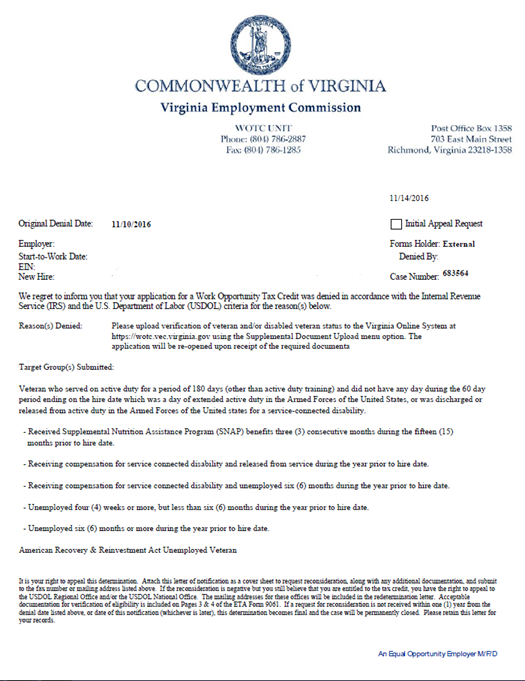 COMMONWEALTH of VIRGINIA
Virginia Employment Commission
WOTC UNIT
Phone: (804) 786-2887
Fax: (804) 786-1285
Post Office Box 1358
703 East Main Street
Richmond, Virginia 23218-1358
11/14/2016
Original Denial Date: 11/10/2016
Initial Appeal Request
Employer:
Forms Holder: External
Start-to-Work Date:
Denied By:
EIN:
New Hire:
Case Number: 683564
We regret to inform you that your application for a Work Opportunity Tax Credit was denied in accordance with the Internal Revenue
Service (IRS) and the U.S. Department of Labor (USDOL) criteria for the reason(s) below.
Reason(s) Denied: Please upload verification of veteran and/or disabled veteran status to the Virginia Online System at
https://wotc.vec.virginia.gov using the Supplemental Document Upload menu option. The
application will be re-opened upon receipt of the required documenta
Target Group(s) Submitted:
Veteran who served on active duty for a period of 180 days (other than active duty training) and did not have any day during the 60 day
period ending on the hire date which was a day of extended active duty in the Armed Forces of the United States, or was discharged or
released from active duty in the Armed Forces of the United states for a service-connected disability.
- Received Supplemental Nutrition Assistance Program (SNAP) benefits three (3) consecutive months during the fifteen (15)
months prior to hire date.
- Receiving compensation for service connected disability and released from service during the year prior to hire date.
- Receiving compensation for service connected disability and unemployed six (6) months during the year prior to hire date.
- Unemployed four (4) weeks or more, but less than six (6) months during the year prior to hire date.
- Unemployed six (6) months or more during the year prior to hire date.
American Recovery & Reinvestment Act Unemployed Veteran
It is your right to appeal this determination. Attach this letter of notification as a cover sheet to request reconsideration, along with any additional documentation, and submit
to the fax number or mailing address listed above. If the reconsideration is negative but you still believe that you are entitled to the tax credit, you have the right to appeal to
the USDOL Regional Office and/or the USDOL National Office. The mailing addresses for these offices will be included in the redetermination letter. Acceptable
documentation for verification of eligibility is included on Pages 3 & 4 of the ETA Form 9061. If a request for reconsideration is not received within one (1) year from the
denial date listed above, or date of this notification (whichever is later), this determination becomes final and the case will be permanently closed. Please retain this letter for
your records.
An Equal Opportunity Employer M/F/D